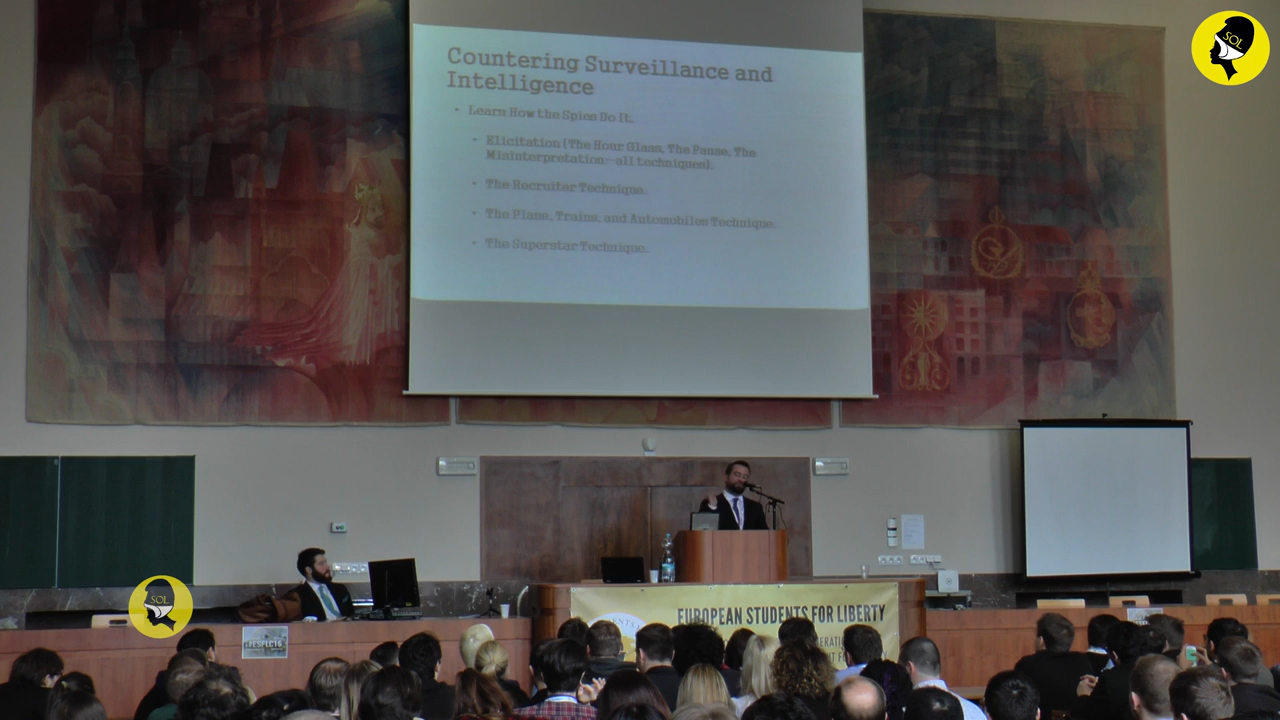 SOL
Countering Surveillance and
Intelligence
• Learn How the Spies Do It.
• Elicitation (The Hour Glass, The Pause, The
Misinterpretation—all techniques).
• The Recruiter Technique.
• The Plane, Trains, and Automobiles Technique.
• The Superstar Technique.
SOL
#ESFLC16
EUROPEAN STUDENTS FOR LIBERTY